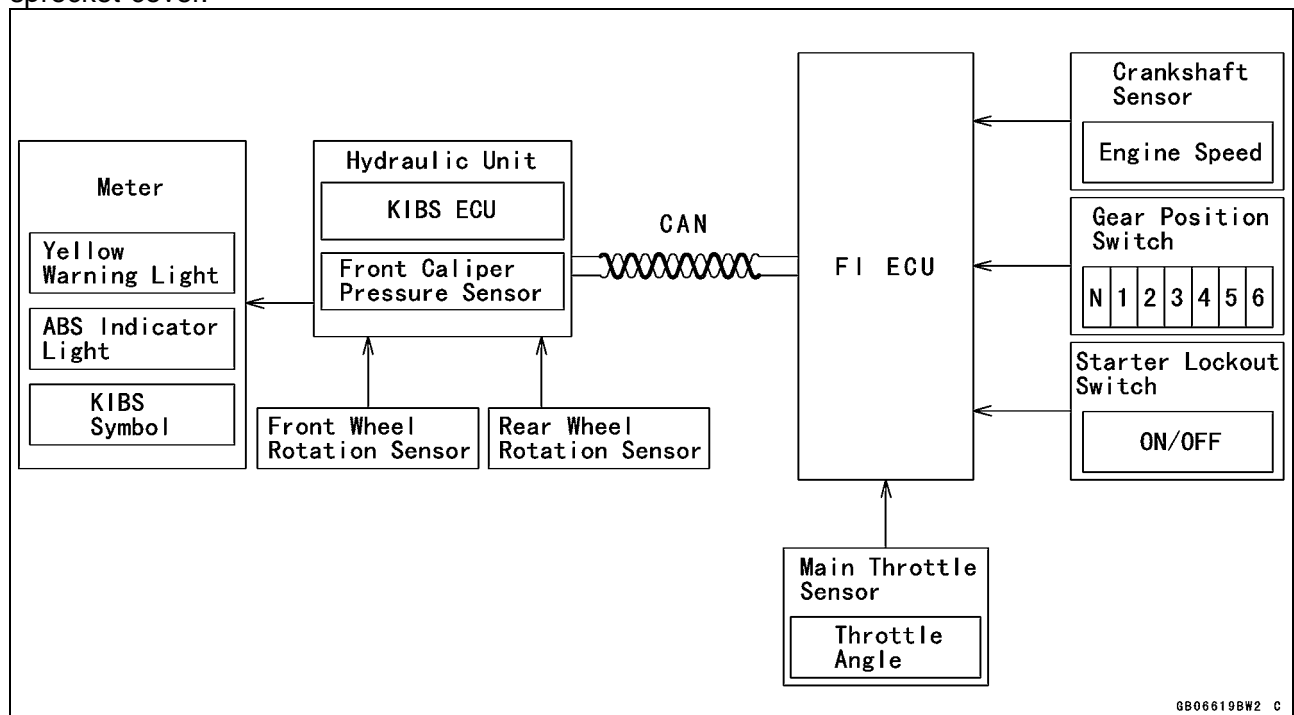 sprocket cover.
Meter
Yellow
Warning Light
ABS Indicator
Light
KIBS
Symbol
Hydraulic Unit
KIBS ECU
Front Caliper
Pressure Sensor
Front Wheel
Rotation Sensor
Rear Wheel
Rotation Sensor
CAN
FI ECU
Crankshaft
Sensor
Engine Speed
Gear Position
Switch
N 1 2 3 4 5 6
Starter Lockout
Switch
ON/OFF
Main Throttle
Sensor
Throttle
Angle
GB06619BW2 C